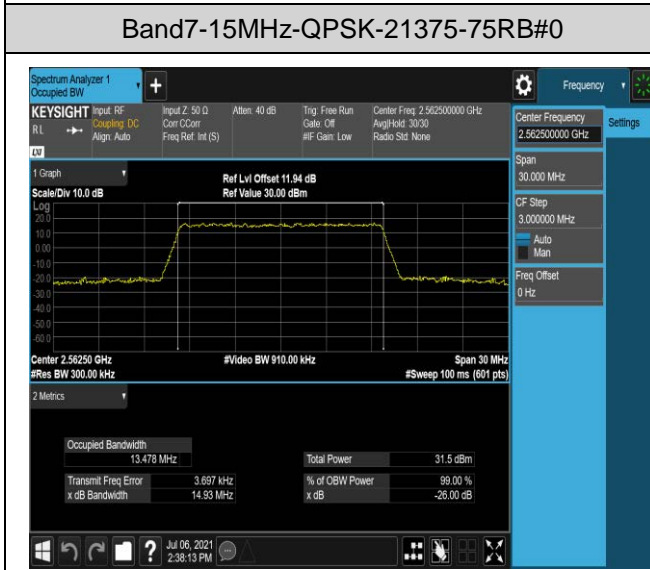 Band7-15MHz-QPSK-21375-75RB#0
Spectrum Analyzer 1
Occupied BW
+
Frequency
KEYSIGHT
RL
LXI
Input: RF
Coupling: DC
Align: Auto
Input Z: 50 Ω
Corr CCorr
Freq Ref: Int (S)
Atten: 40 dB
Trig: Free Run
Gate: Off
#IF Gain: Low
Center Freq: 2.562500000 GHz
Avg|Hold: 30/30
Radio Std: None
Center Frequency
2.562500000 GHz
Settings
Span
30.000 MHz
CF Step
3.000000 MHz
Auto
Man
Freq Offset
0 Hz
1 Graph
Scale/Div 10.0 dB
Ref Lvl Offset 11.94 dB
Ref Value 30.00 dBm
Log
20.0
10.0
0.00
-10.0
-20.0
-30.0
-40.0
-50.0
-60.0
Center 2.56250 GHz
#Video BW 910.00 kHz
Span 30 MHz
#Res BW 300.00 kHz
#Sweep 100 ms (601 pts)
2 Metrics
Occupied Bandwidth
13.478 MHz
Total Power 31.5 dBm
Transmit Freq Error 3.697 kHz
% of OBW Power 99.00 %
x dB Bandwidth 14.93 MHz
x dB -26.00 dB
?
Jul 06, 2021
2:38:13 PM